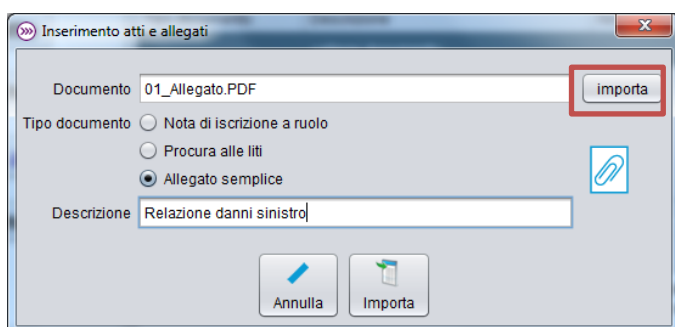 Inserimento atti e allegati
Documento 01_Allegato.PDF importa
Tipo documento Nota di iscrizione a ruolo
Procura alle liti
Allegato semplice
Descrizione Relazione danni sinistro
Annulla Importa